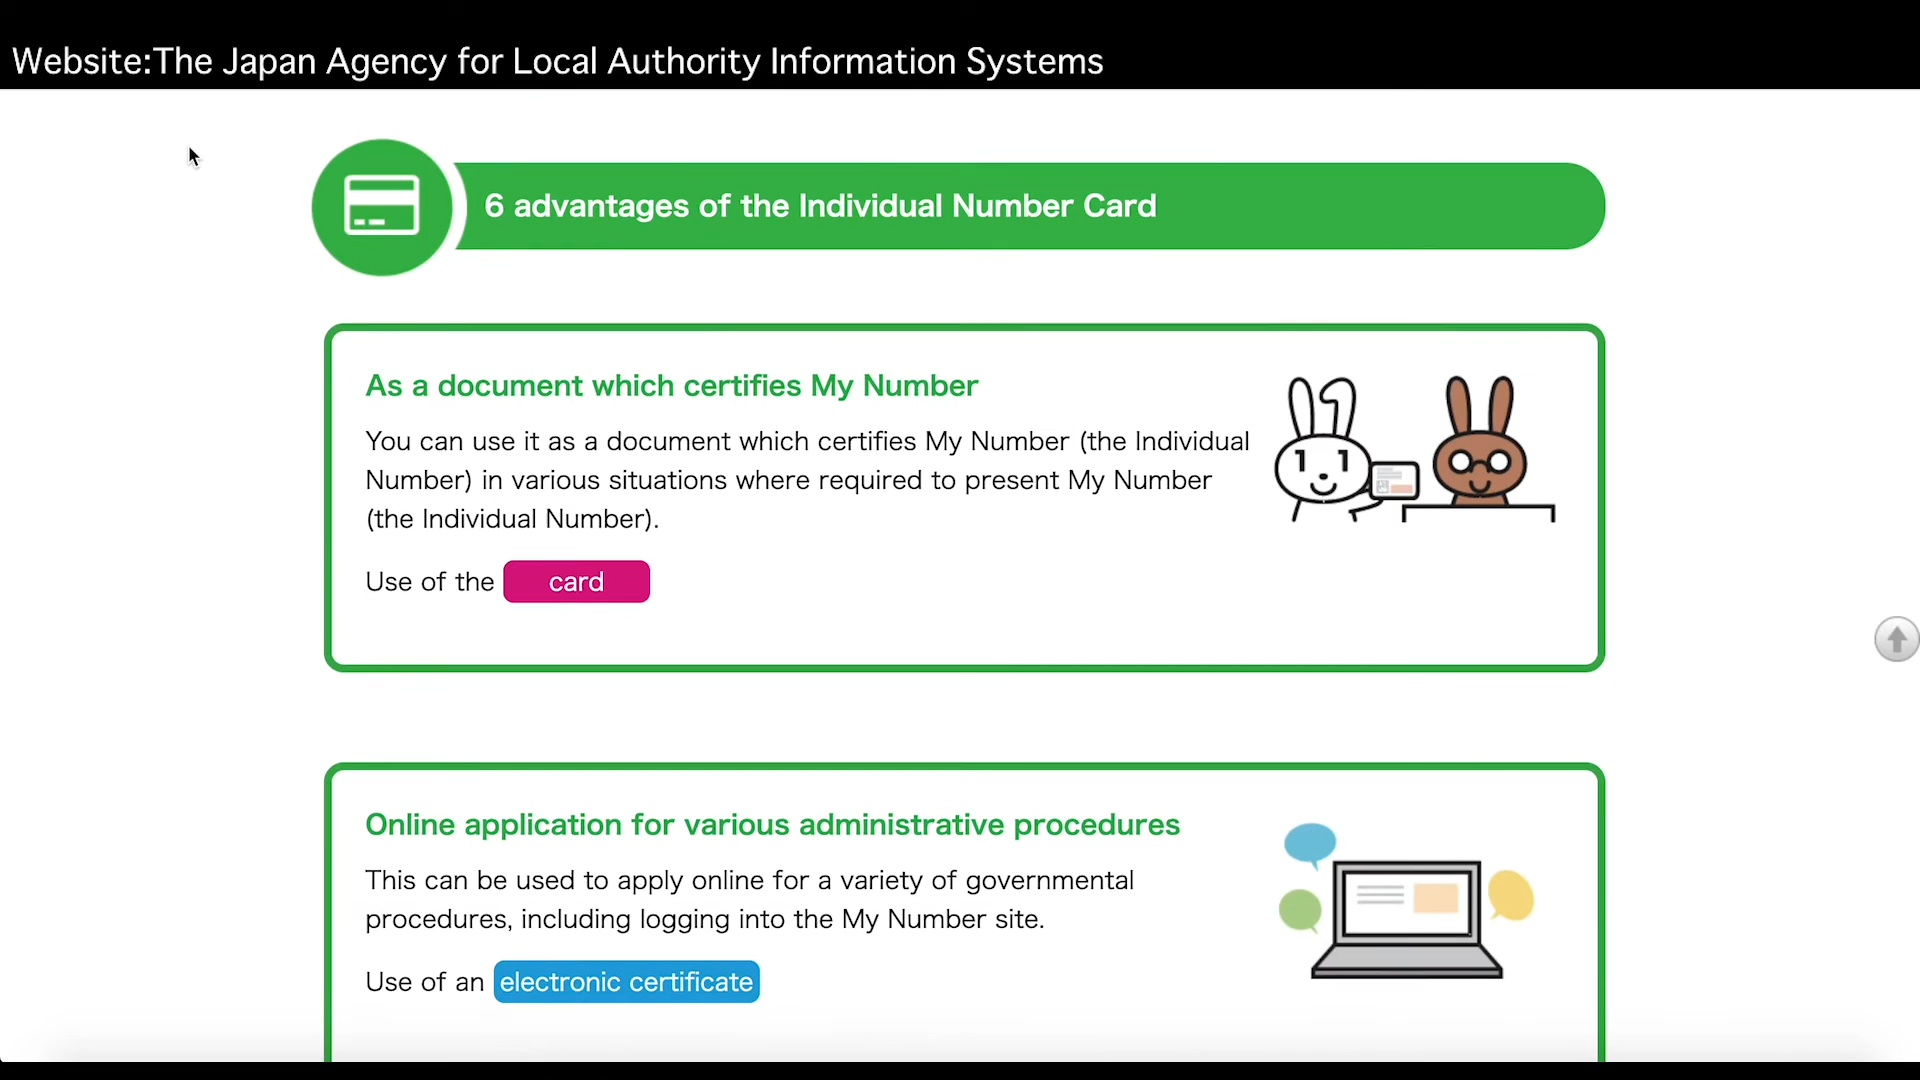 Website:The Japan Agency for Local Authority Information Systems
6 advantages of the Individual Number Card
As a document which certifies My Number
You can use it as a document which certifies My Number (the Individual
Number) in various situations where required to present My Number
(the Individual Number).
Use of the card
Online application for various administrative procedures
This can be used to apply online for a variety of governmental
procedures, including logging into the My Number site.
Use of an electronic certificate